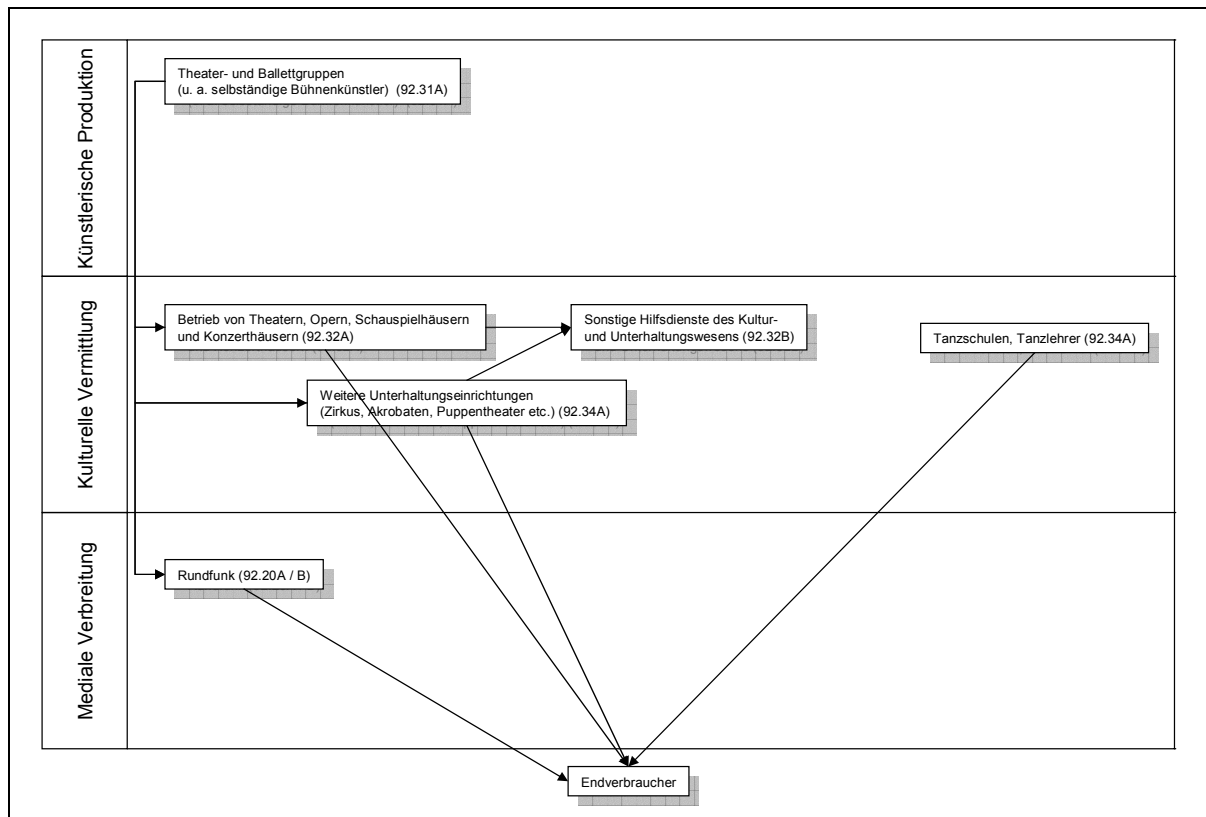 Künstlerische Produktion
Theater- und Ballettgruppen
(u. a. selbständige Bühnenkünstler) (92.31A)
Kulturelle Vermittlung
Betrieb von Theatern, Opern, Schauspielhäusern
und Konzerthäusern (92.32A)
Sonstige Hilfsdienste des Kultur-
und Unterhaltungswesens (92.32B)
Tanzschulen, Tanzlehrer (92.34A)
Weitere Unterhaltungseinrichtungen
(Zirkus, Akrobaten, Puppentheater etc.) (92.34A)
Mediale Verbreitung
Rundfunk (92.20A / B)
Endverbraucher